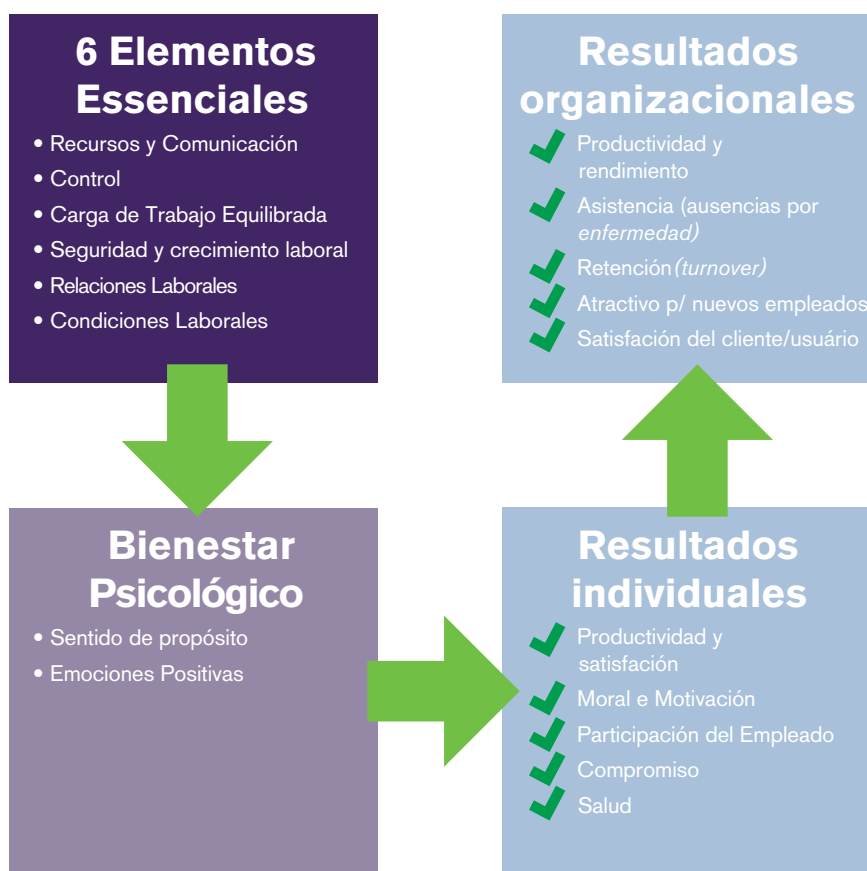 6 Elementos
Essenciales
• Recursos y Comunicación
• Control
• Carga de Trabajo Equilibrada
• Seguridad y crecimiento laboral
• Relaciones Laborales
• Condiciones Laborales
Resultados
organizacionales
Productividad y
rendimiento
Asistencia (ausencias por
enfermedad)
Retención (turnover)
Atractivo p/ nuevos empleados
Satisfación del cliente/usuário
Bienestar
Psicológico
• Sentido de propósito
• Emociones Positivas
Resultados
individuales
Productividad y
satisfación
Moral e Motivación
Participación del Empleado
Compromiso
Salud